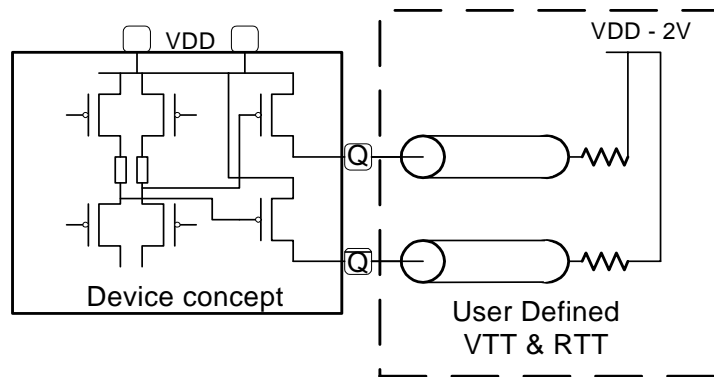 VDD
VDD - 2V
Q
Q̅
Device concept
User Defined
VTT & RTT